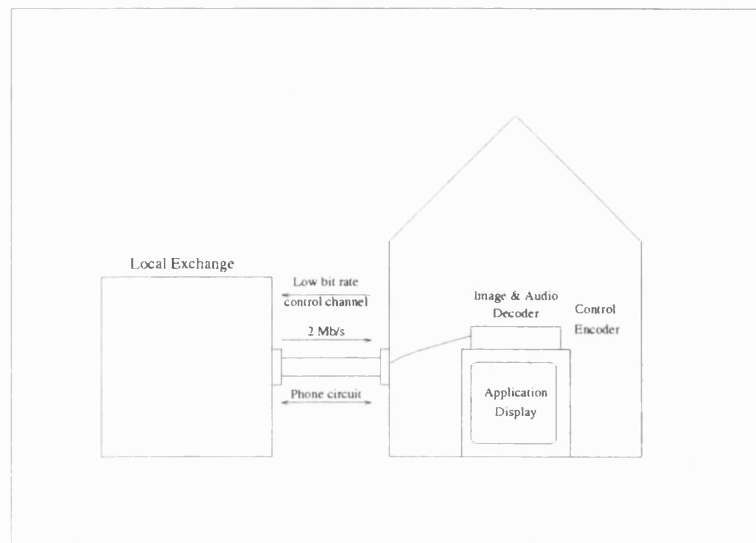 Local Exchange
Low bit rate
control channel
2 Mb/s
Phone circuit
Image & Audio
Decoder
Control
Encoder
Application
Display